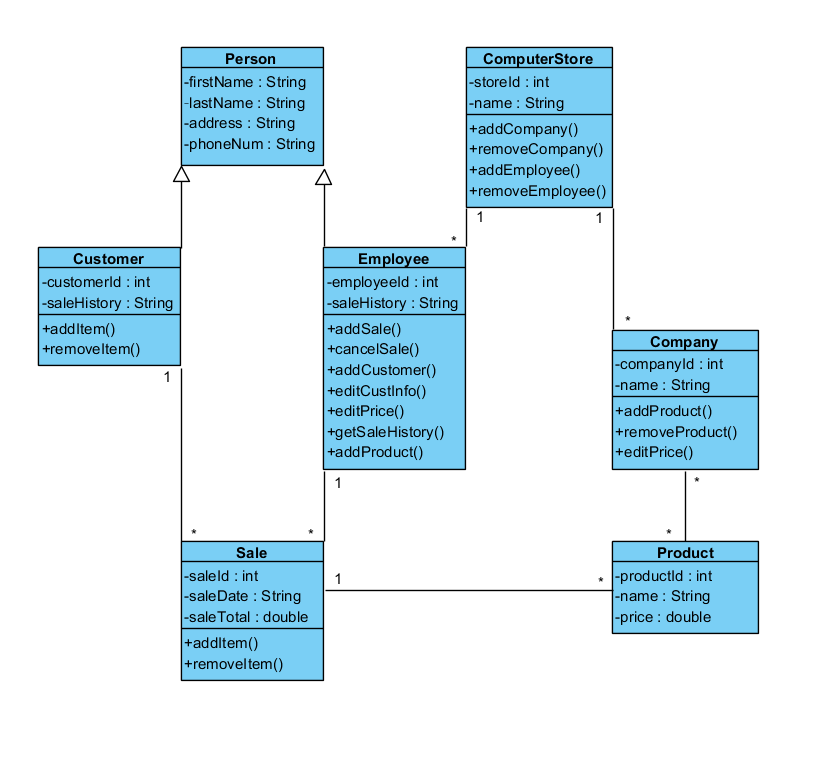 Person
-firstName : String
-lastName : String
-address : String
-phoneNum : String
ComputerStore
-storeId : int
-name : String
+addCompany()
+removeCompany()
+addEmployee()
+removeEmployee()
1
1
*
*
Customer
-customerId : int
-saleHistory : String
+addItem()
+removeItem()
1
Employee
-employeeId : int
-saleHistory : String
+addSale()
+cancelSale()
+addCustomer()
+editCustInfo()
+editPrice()
+getSaleHistory()
+addProduct()
1
Company
-companyId : int
-name : String
+addProduct()
+removeProduct()
+editPrice()
*
*
*
*
Sale
-saleId : int
-saleDate : String
-saleTotal : double
+addItem()
+removeItem()
1
*
Product
-productId : int
-name : String
-price : double